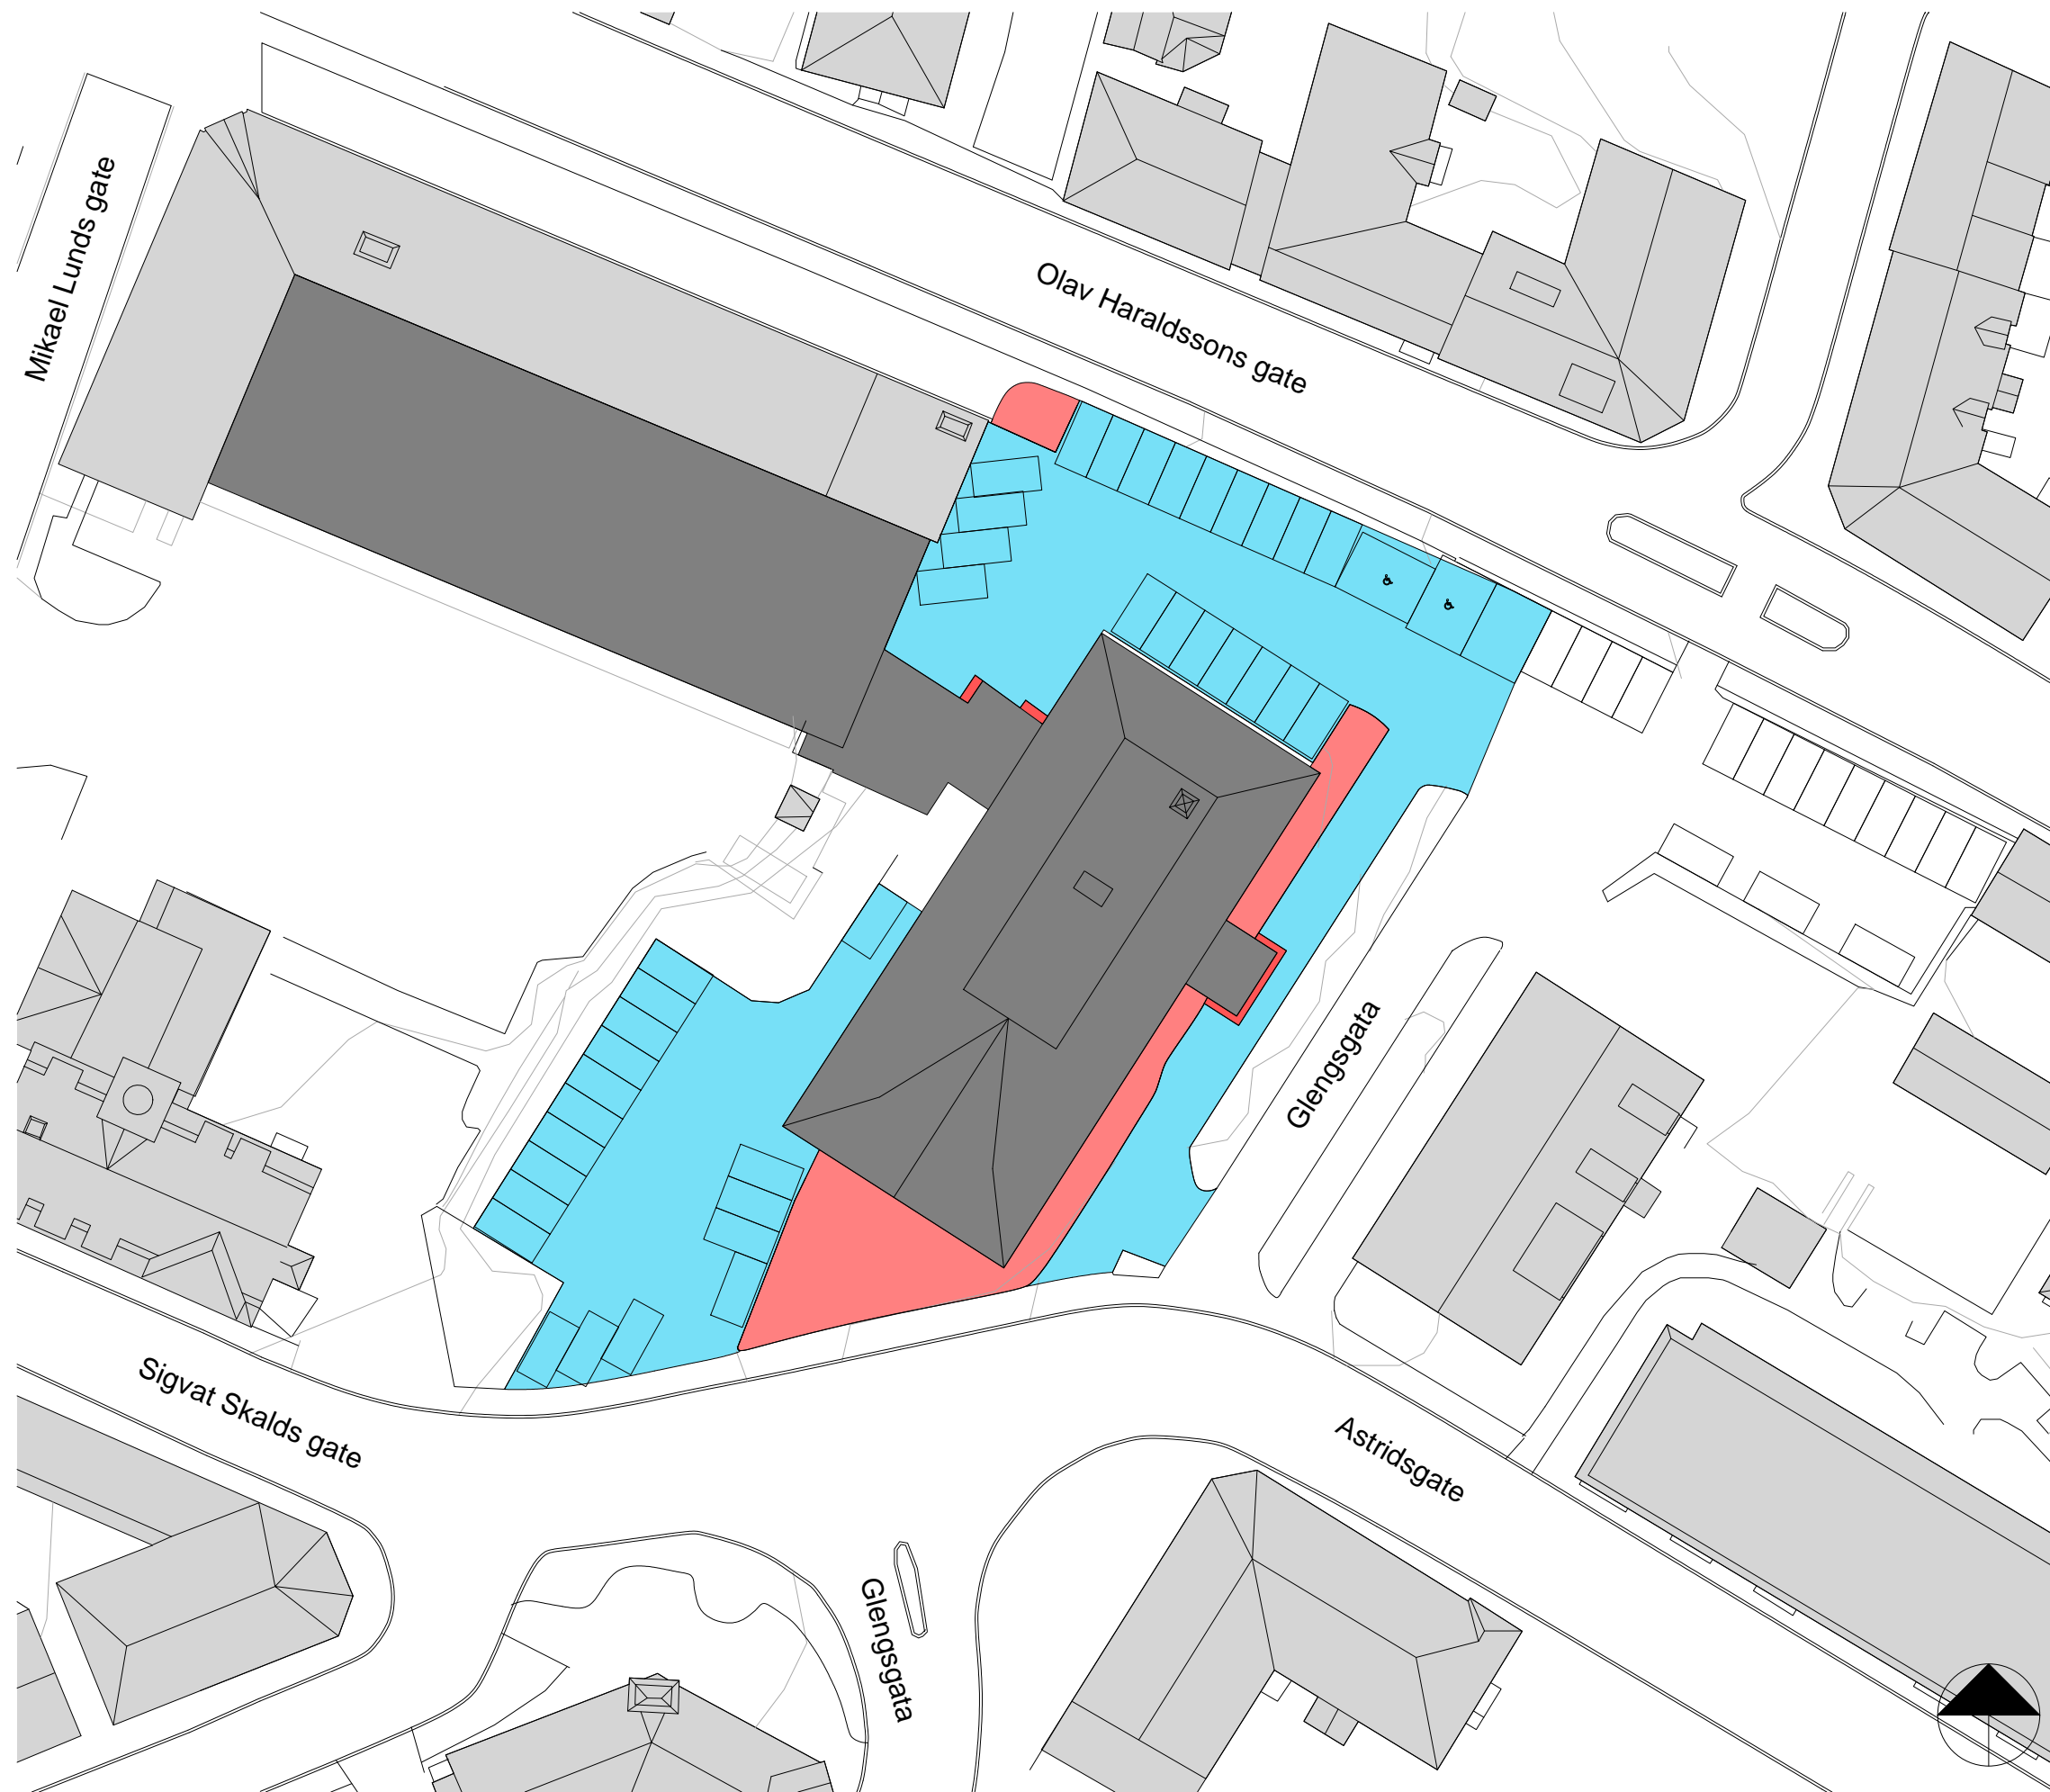 Mikael Lunds gate
Olav Haraldssons gate
Glengsgata
Sigvat Skalds gate
Astridsgate
Glengsgata